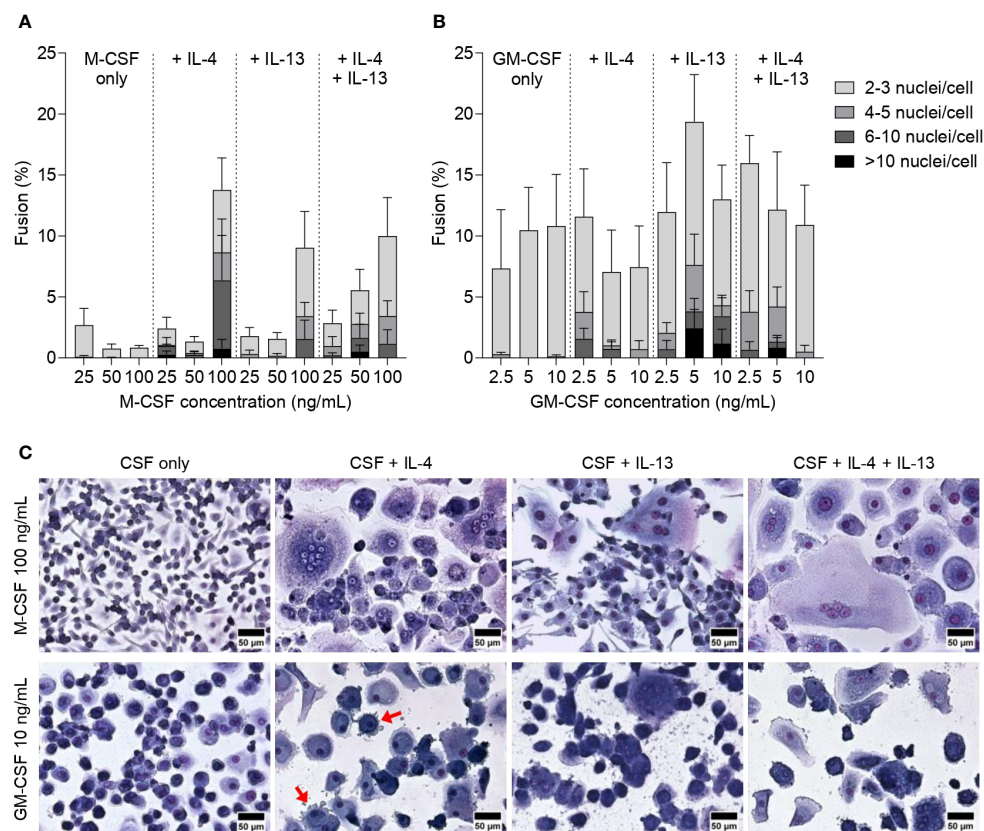 A
B
25
20
15
10
5
0
Fusion (%)
M-CSF
only
+ IL-4
+ IL-13
+ IL-4
+ IL-13
25 50 100 25 50 100 25 50 100 25 50 100
M-CSF concentration (ng/mL)
25
20
15
10
5
0
Fusion (%)
GM-CSF
only
+ IL-4
+ IL-13
+ IL-4
+ IL-13
2.5 5 10 2.5 5 10 2.5 5 10 2.5 5 10
GM-CSF concentration (ng/mL)
2-3 nuclei/cell
4-5 nuclei/cell
6-10 nuclei/cell
>10 nuclei/cell
C
CSF only
CSF + IL-4
CSF + IL-13
CSF + IL-4 + IL-13
M-CSF 100 ng/mL
50 µm
50 µm
50 µm
50 µm
GM-CSF 10 ng/mL
50 µm
50 µm
50 µm
50 µm